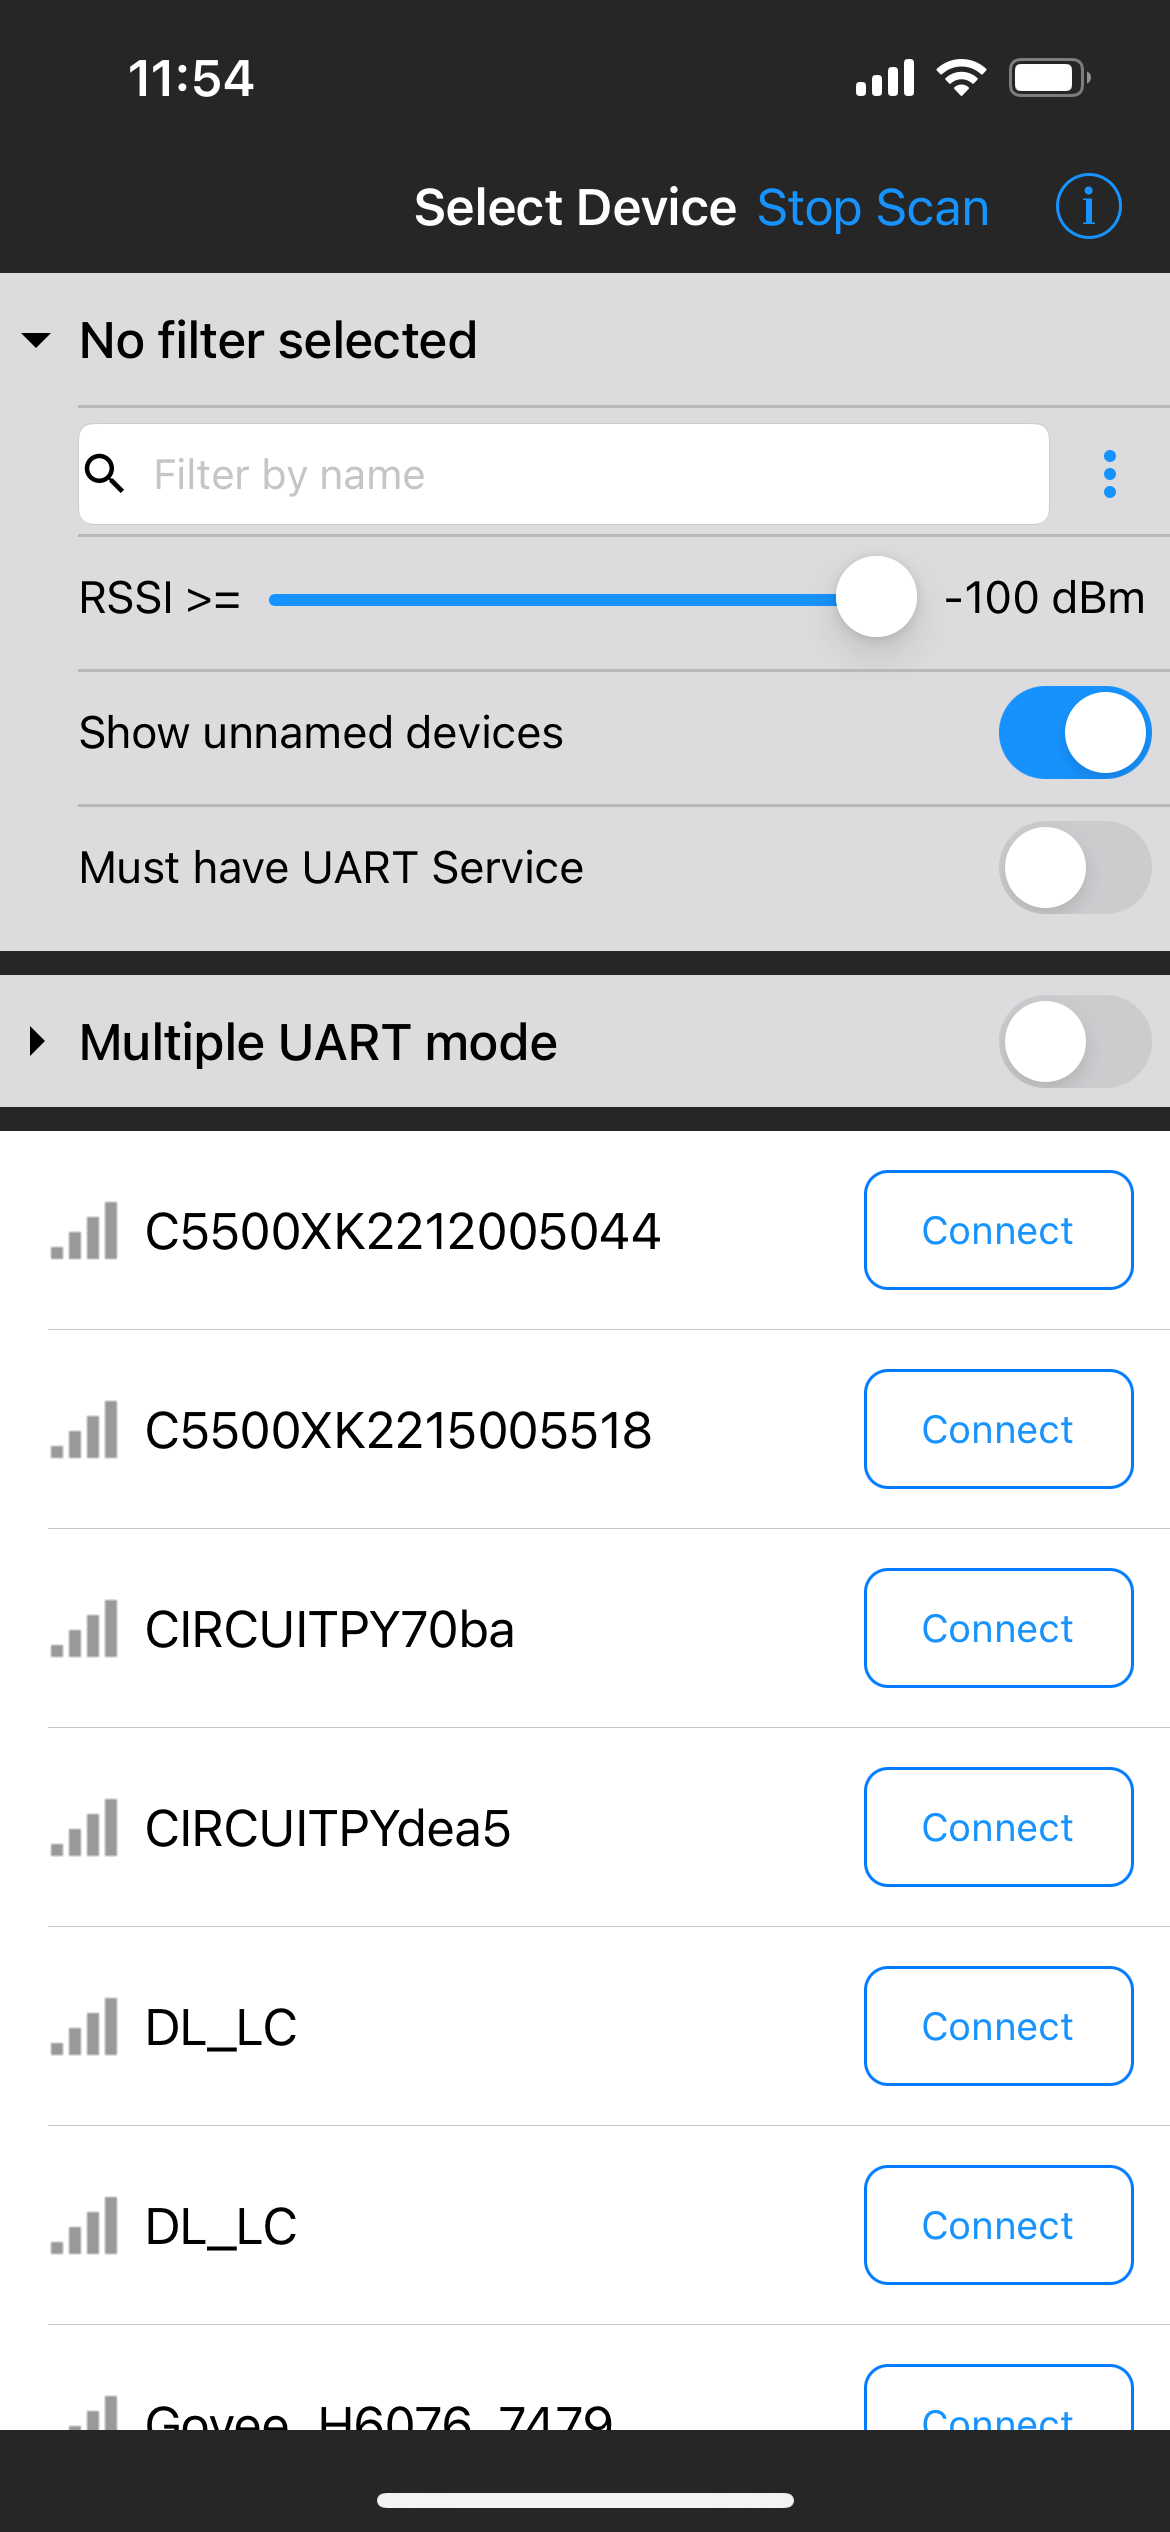 11:54
Select Device Stop Scan i
No filter selected
Filter by name
RSSI >= -100 dBm
Show unnamed devices
Must have UART Service
Multiple UART mode
C5500XK2212005044 Connect
C5500XK2215005518 Connect
CIRCUITPY70ba Connect
CIRCUITPYdea5 Connect
DL_LC Connect
DL_LC Connect
Govee_H6076_7479 Connect